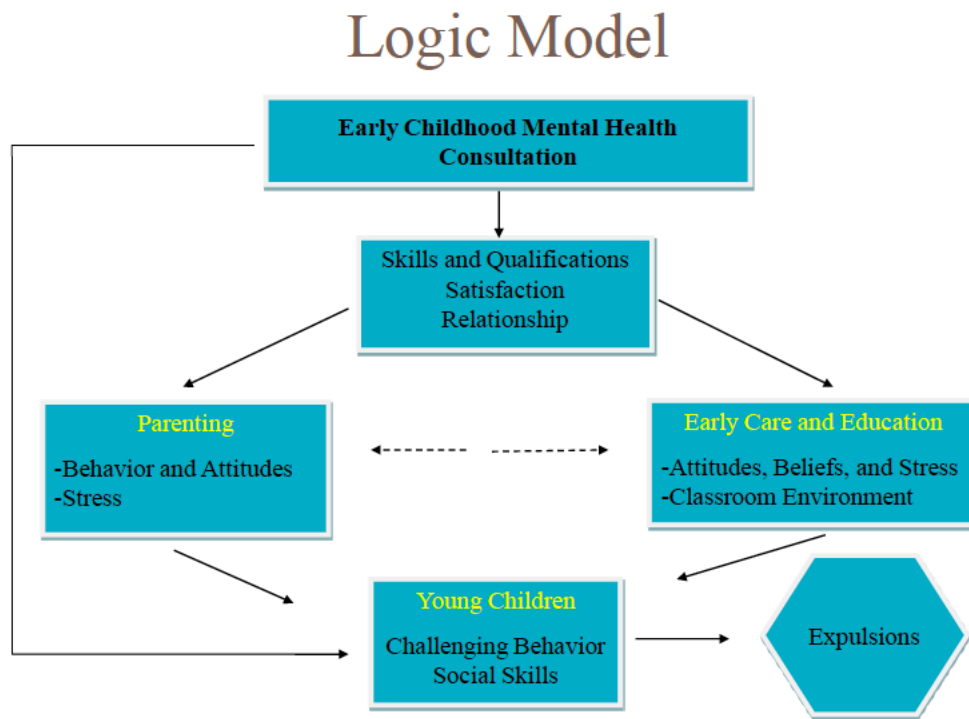 Logic Model
Early Childhood Mental Health
Consultation
Skills and Qualifications
Satisfaction
Relationship
Parenting
-Behavior and Attitudes
-Stress
Early Care and Education
-Attitudes, Beliefs, and Stress
-Classroom Environment
Young Children
Challenging Behavior
Social Skills
Expulsions